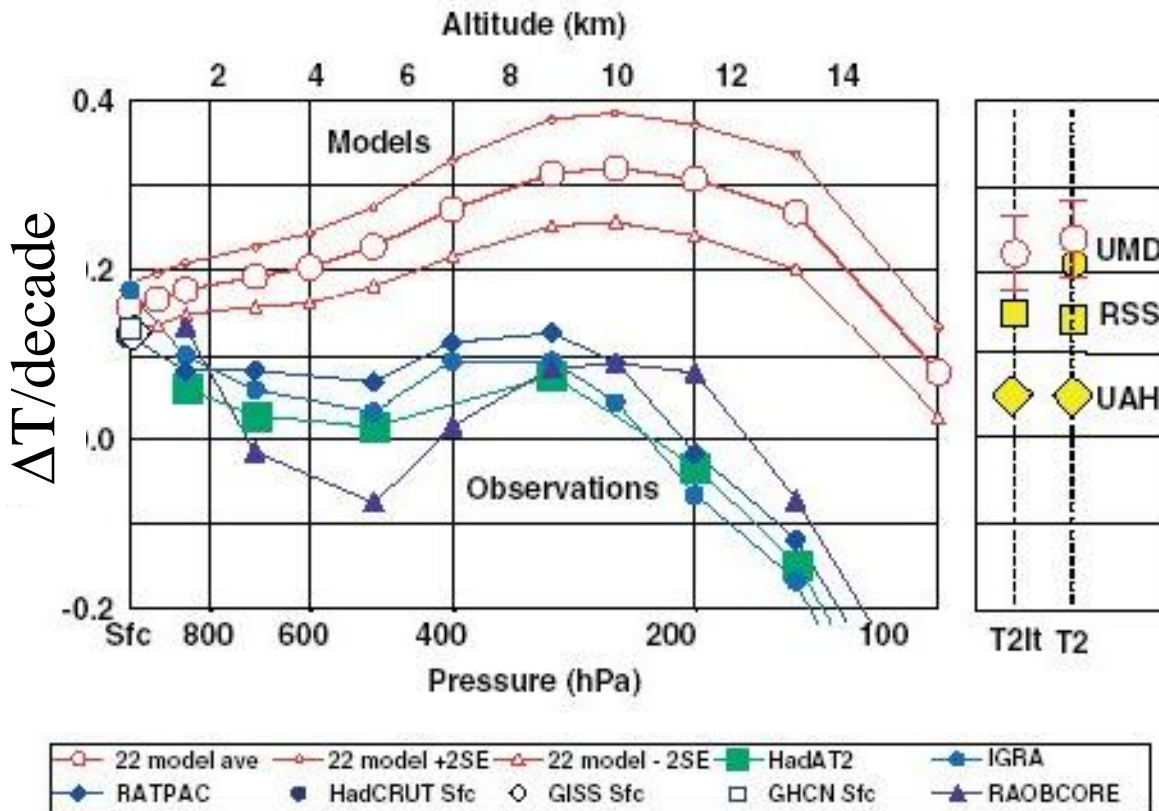 Altitude (km)
2 4 6 8 10 12 14
0.4
Models
0.2
UMD
RSS
UAH
ΔT/decade
.0
Observations
-0.2
Sfc 800 600 400 200 100
T2lt T2
Pressure (hPa)
22 model ave 22 model +2SE 22 model - 2SE HadAT2 IGRA
RATPAC HadCRUT Sfc GISS Sfc GHCN Sfc RAOBCORE